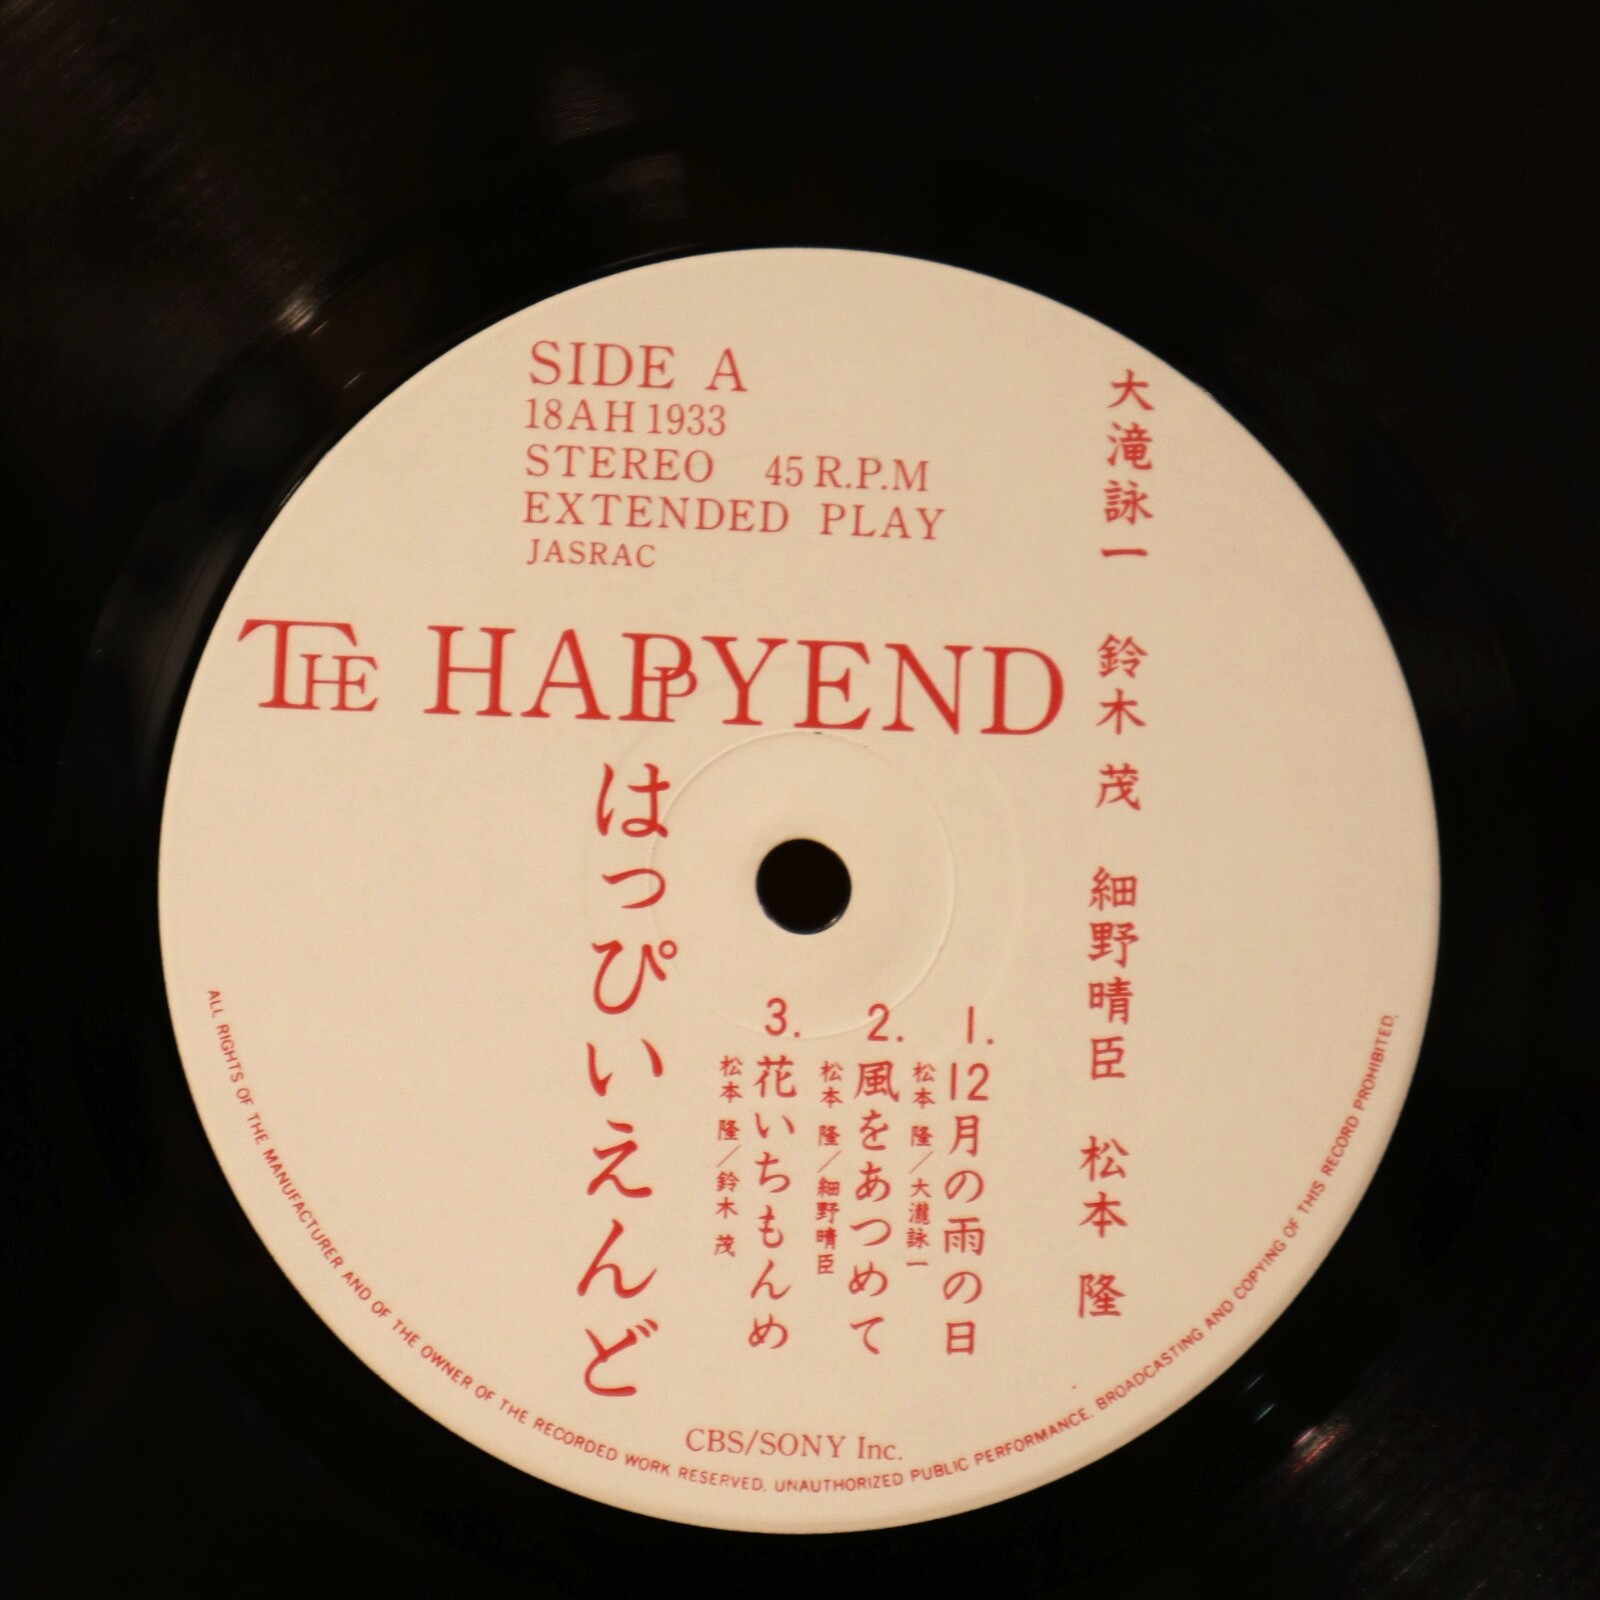 SIDE A
18AH 1933
STEREO 45 R.P.M
EXTENDED PLAY
JASRAC
THE HAPPYEND
はっぴいえんど
大滝詠一 鈴木 茂 細野晴臣 松本 隆
1. 12月の雨の日
松本 隆/大瀧詠一
2. 風をあつめて
松本 隆/細野晴臣
3. 花いちもんめ
松本 隆/鈴木 茂
CBS/SONY Inc.
ALL RIGHTS OF THE MANUFACTURER AND OF THE OWNER OF THE RECORDED WORK RESERVED. UNAUTHORIZED PUBLIC PERFORMANCE. BROADCASTING AND COPYING OF THIS RECORD PROHIBITED.